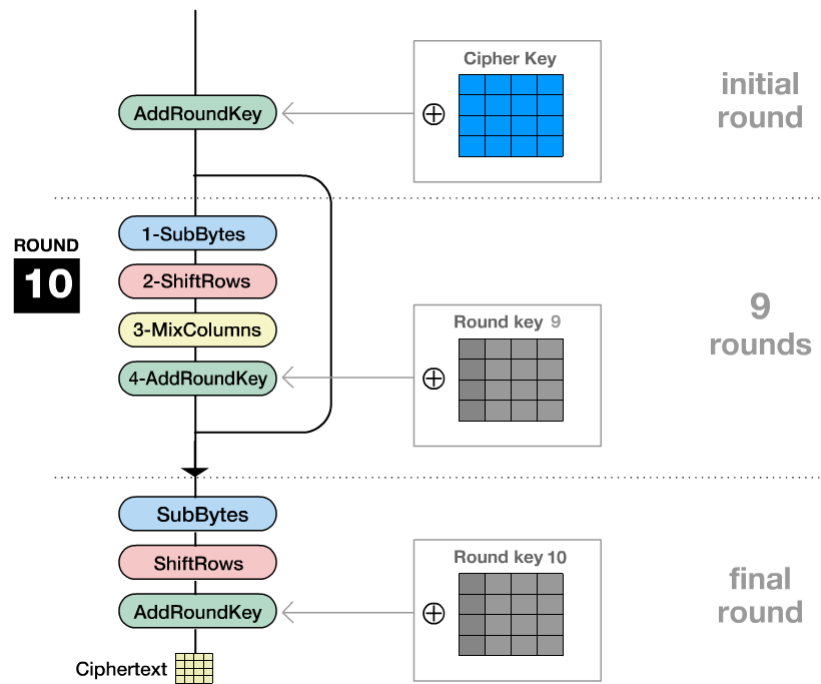 Cipher Key
initial
round
AddRoundKey
ROUND
10
1-SubBytes
2-ShiftRows
3-MixColumns
4-AddRoundKey
Round key 9
9
rounds
SubBytes
ShiftRows
AddRoundKey
Round key 10
final
round
Ciphertext